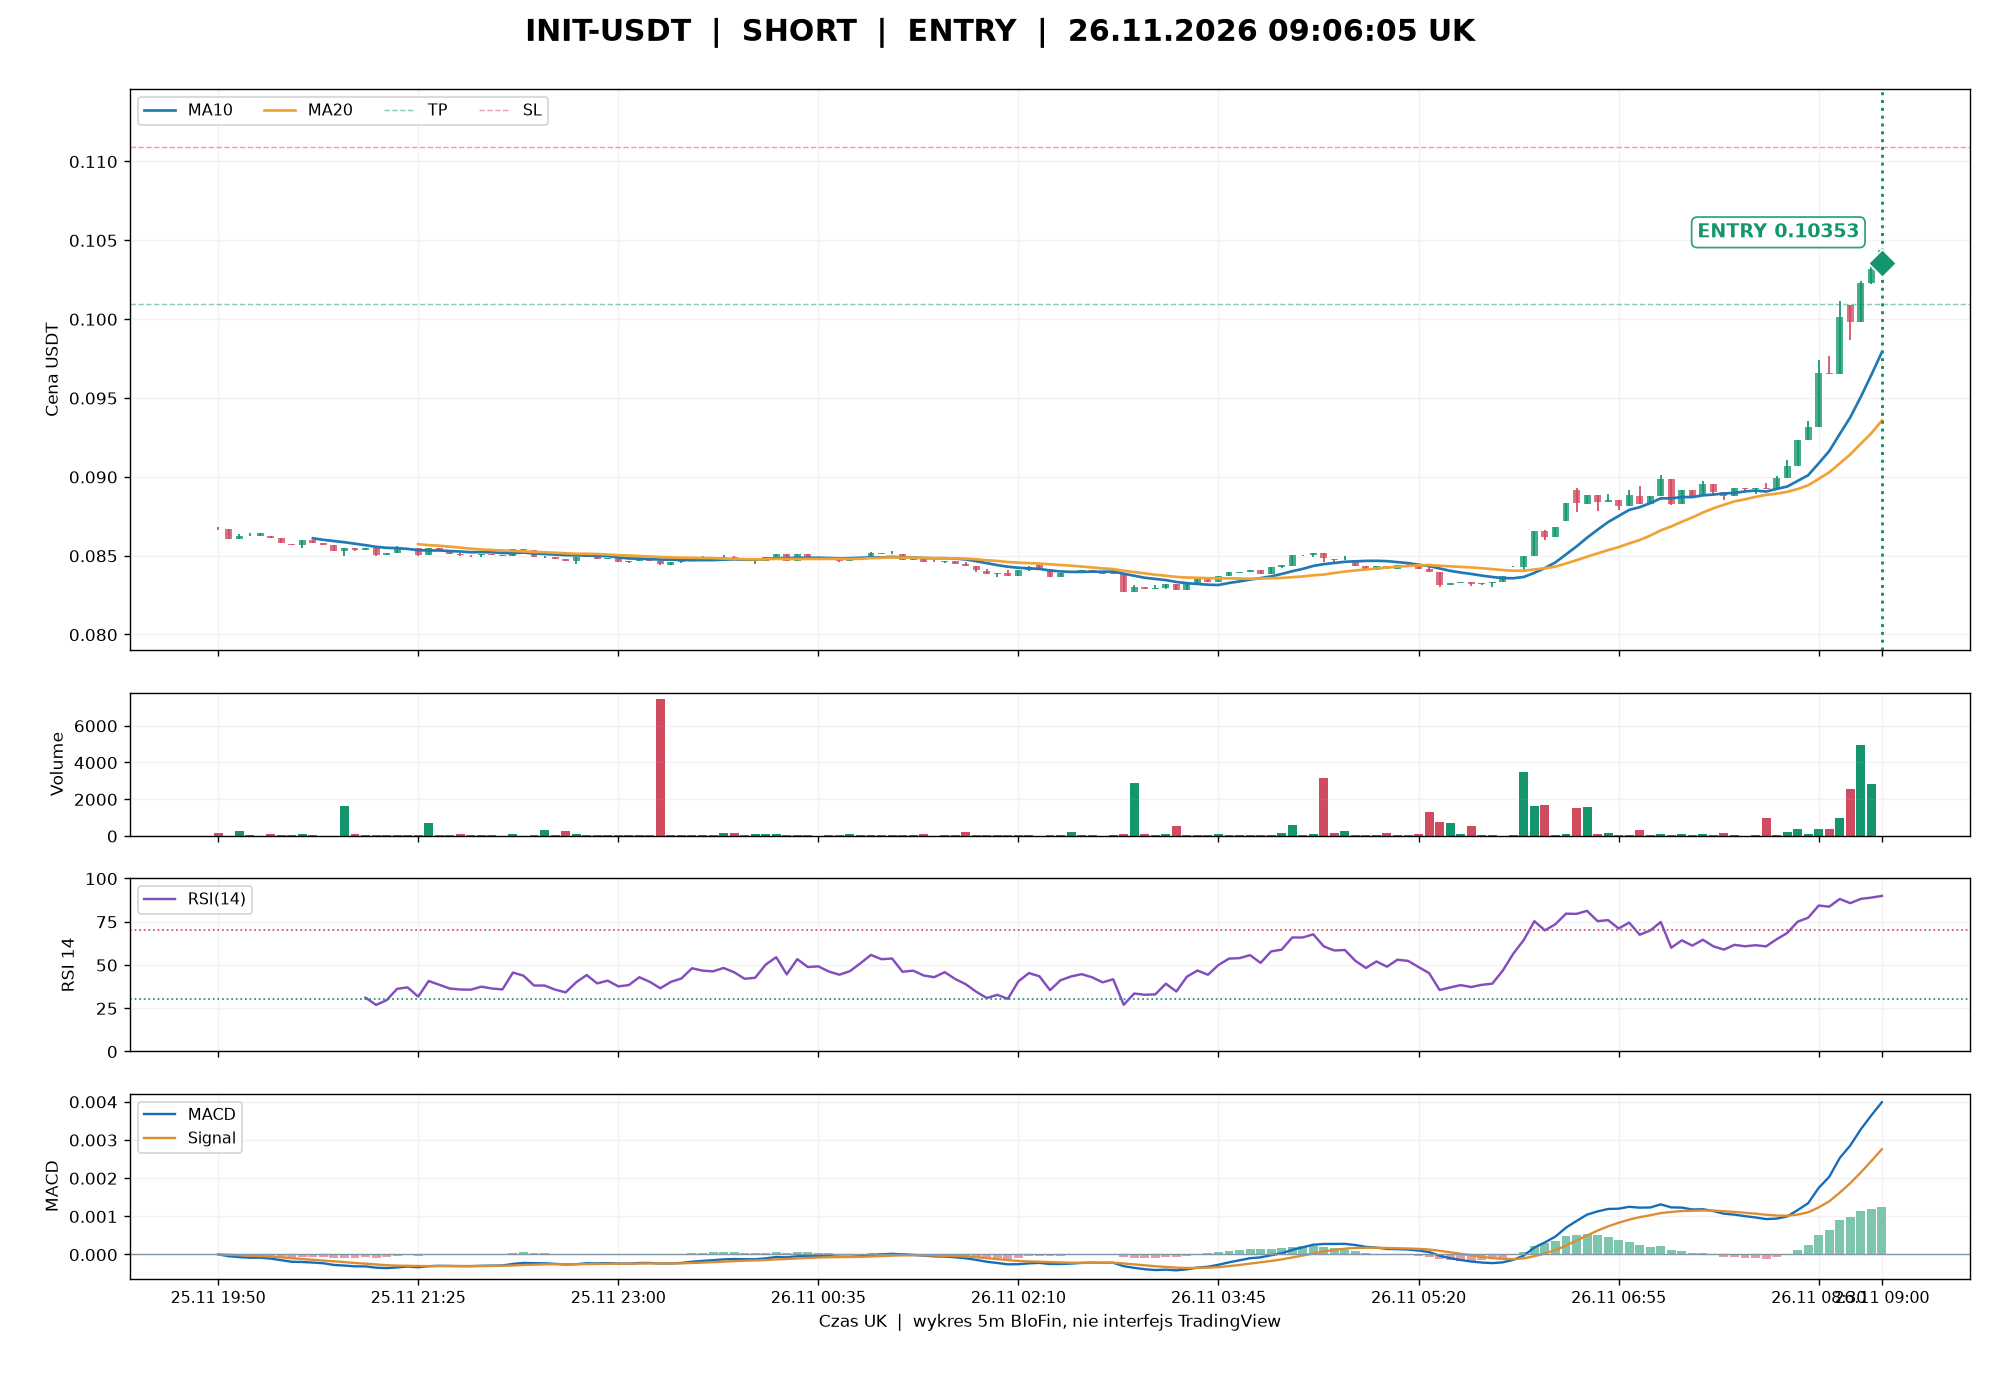 INIT-USDT | SHORT | ENTRY | 26.11.2026 09:06:05 UK
MA10 MA20 TP SL
0.110
0.105
0.100
0.095
0.090
0.085
0.080
Cena USDT
ENTRY 0.10353
6000
4000
2000
0
Volume
RSI(14)
100
75
50
25
0
RSI 14
MACD
Signal
0.004
0.003
0.002
0.001
0.000
MACD
25.11 19:50 25.11 21:25 25.11 23:00 26.11 00:35 26.11 02:10 26.11 03:45 26.11 05:20 26.11 06:55 26.11 08:30 26.11 09:00
Czas UK | wykres 5m BloFin, nie interfejs TradingView